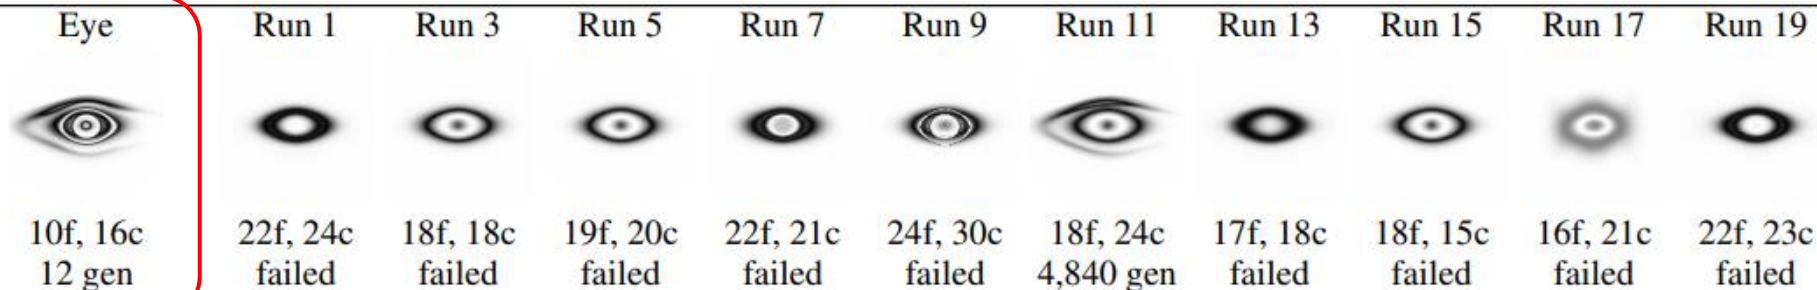 Eye Run 1 Run 3 Run 5 Run 7 Run 9 Run 11 Run 13 Run 15 Run 17 Run 19
10f, 16c 22f, 24c 18f, 18c 19f, 20c 22f, 21c 24f, 30c 18f, 24c 17f, 18c 18f, 15c 16f, 21c 22f, 23c
12 gen failed failed failed failed failed 4,840 gen failed failed failed failed